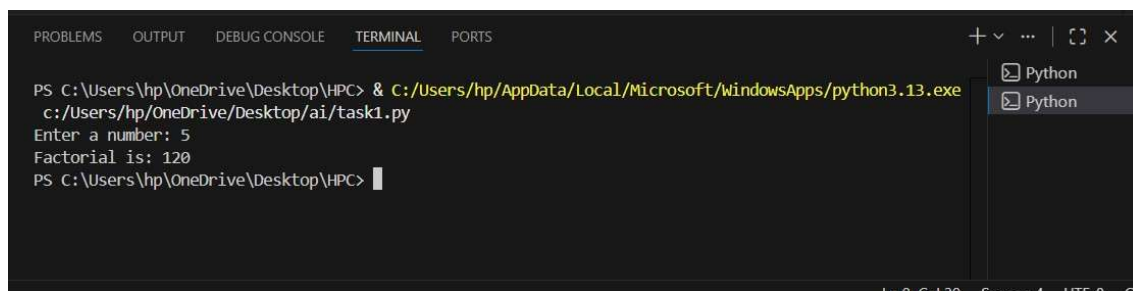 PROBLEMS OUTPUT DEBUG CONSOLE TERMINAL PORTS
PS C:\Users\hp\OneDrive\Desktop\HPC> & C:/Users/hp/AppData/Local/Microsoft/WindowsApps/python3.13.exe
c:/Users/hp/OneDrive/Desktop/ai/task1.py
Enter a number: 5
Factorial is: 120
PS C:\Users\hp\OneDrive\Desktop\HPC>
Python
Python